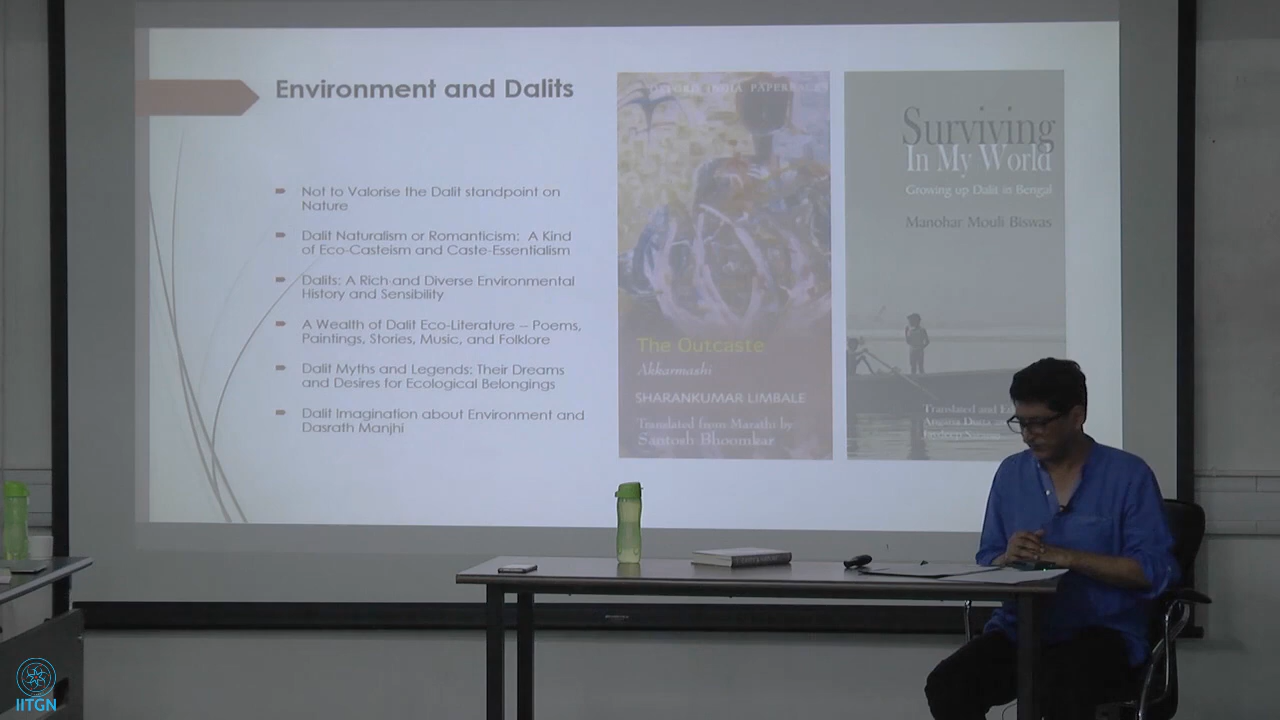 Environment and Dalits
Not to Valorise the Dalit standpoint on
Nature
Dalit Naturalism or Romanticism: A Kind
of Eco-Casteism and Caste-Essentialism
Dalits: A Rich and Diverse Environmental
History and Sensibility
A Wealth of Dalit Eco-Literature – Poems,
Paintings, Stories, Music, and Folklore
Dalit Myths and Legends: Their Dreams
and Desires for Ecological Belongings
Dalit Imagination about Environment and
Dasrath Manjhi
OXFORD INDIA PAPERBACKS
The Outcaste
Akkarmashi
SHARANKUMAR LIMBALE
Translated from Marathi by
Santosh Bhoomkar
Surviving
In My World
Growing up Dalit in Bengal
Manohar Mouli Biswas
Translated and
Angana Dutta
Jaydeep
IITGN